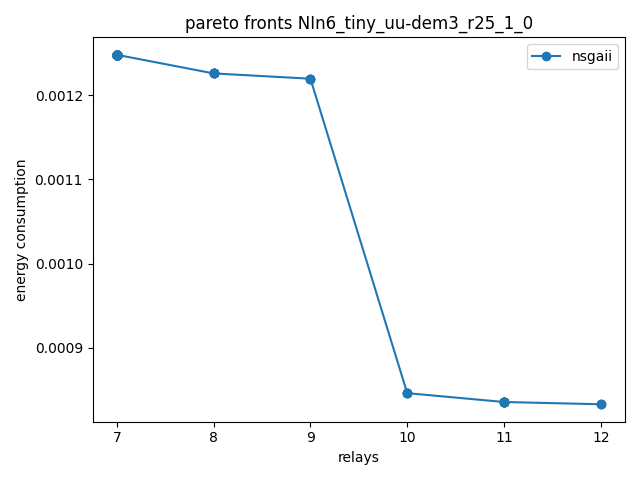 pareto fronts NIn6_tiny_uu-dem3_r25_1_0
nsgaii
energy consumption
0.0012
0.0011
0.0010
0.0009
7 8 9 10 11 12
relays